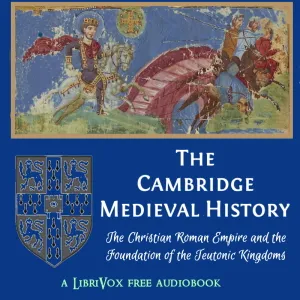 THE
CAMBRIDGE
MEDIEVAL HISTORY
The Christian Roman Empire and the
Foundation of the Teutonic Kingdoms
A LIBRIVOX FREE AUDIOBOOK